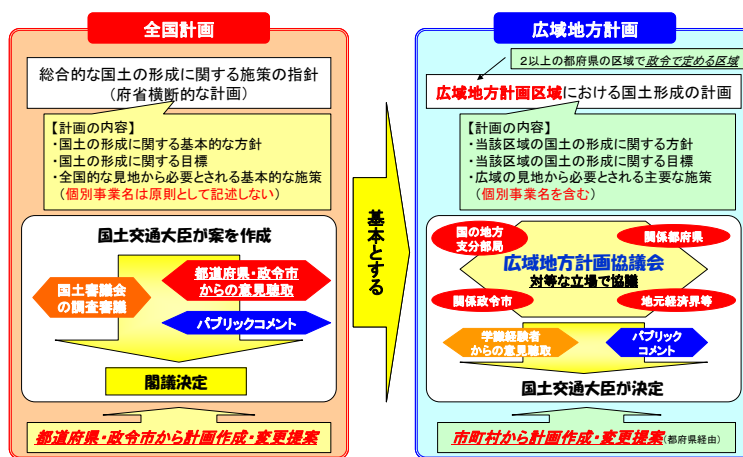 全国計画
総合的な国土の形成に関する施策の指針
（府省横断的な計画）
【計画の内容】
・国土の形成に関する基本的な方針
・国土の形成に関する目標
・全国的な見地から必要とされる基本的な施策
（個別事業名は原則として記述しない）
国土交通大臣が案を作成
国土審議会
の調査審議
都道府県・政令市
からの意見聴取
パブリックコメント
閣議決定
都道府県・政令市から計画作成・変更提案
基本とする
広域地方計画
２以上の都府県の区域で政令で定める区域
広域地方計画区域における国土形成の計画
【計画の内容】
・当該区域の国土の形成に関する方針
・当該区域の国土の形成に関する目標
・広域の見地から必要とされる主要な施策
（個別事業名を含む）
国の地方
支分部局
関係都府県
広域地方計画協議会
対等な立場で協議
関係政令市
地元経済界等
学識経験者
からの意見聴取
パブリック
コメント
国土交通大臣が決定
市町村から計画作成・変更提案（都府県経由）